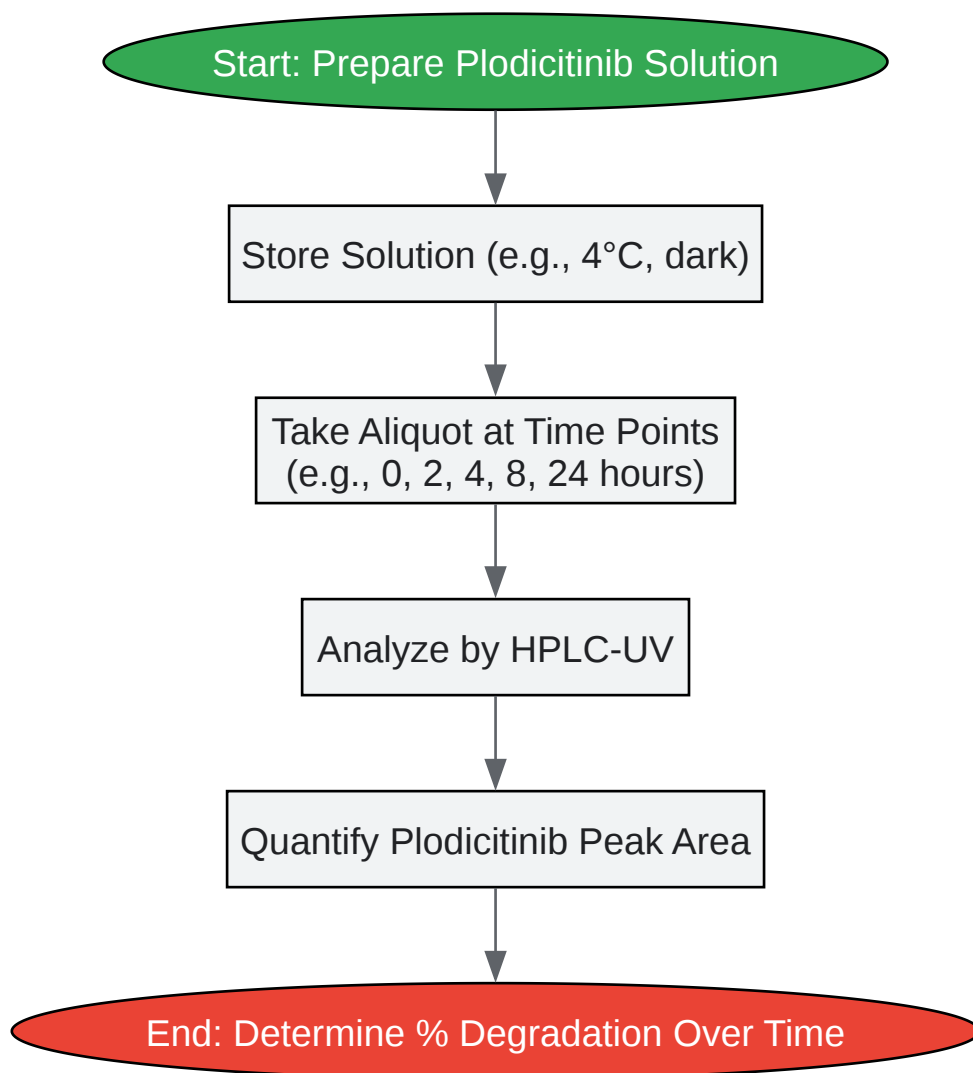 Start: Prepare Plodicitinib Solution
Store Solution (e.g., 4°C, dark)
Take Aliquot at Time Points
(e.g., 0, 2, 4, 8, 24 hours)
Analyze by HPLC-UV
Quantify Plodicitinib Peak Area
End: Determine % Degradation Over Time